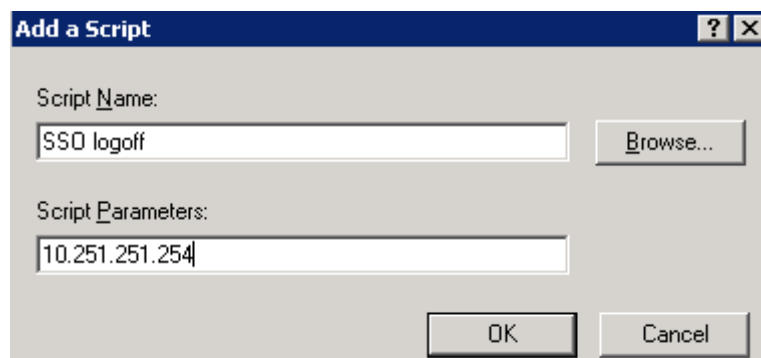 Add a Script
Script Name:
SSO logoff
Browse...
Script Parameters:
10.251.251.254
OK
Cancel